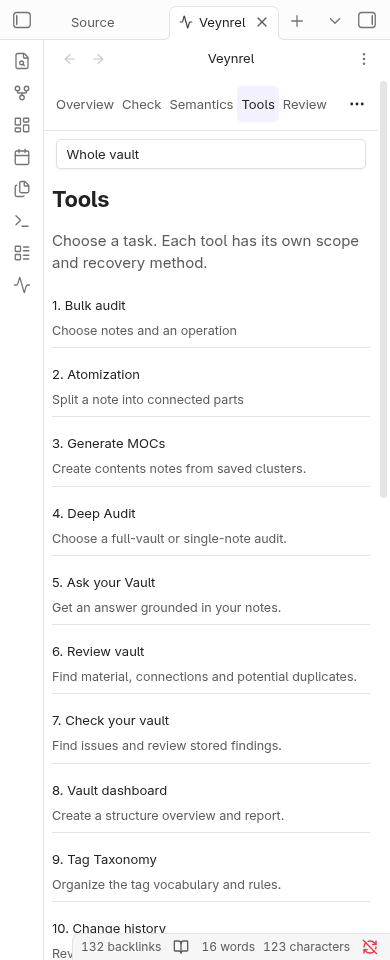 Source
Veynrel
Veynrel
Overview Check Semantics Tools Review
Whole vault
Tools
Choose a task. Each tool has its own scope
and recovery method.
1. Bulk audit
Choose notes and an operation
2. Atomization
Split a note into connected parts
3. Generate MOCs
Create contents notes from saved clusters.
4. Deep Audit
Choose a full-vault or single-note audit.
5. Ask your Vault
Get an answer grounded in your notes.
6. Review vault
Find material, connections and potential duplicates.
7. Check your vault
Find issues and review stored findings.
8. Vault dashboard
Create a structure overview and report.
9. Tag Taxonomy
Organize the tag vocabulary and rules.
10. Change history
132 backlinks 16 words 123 characters